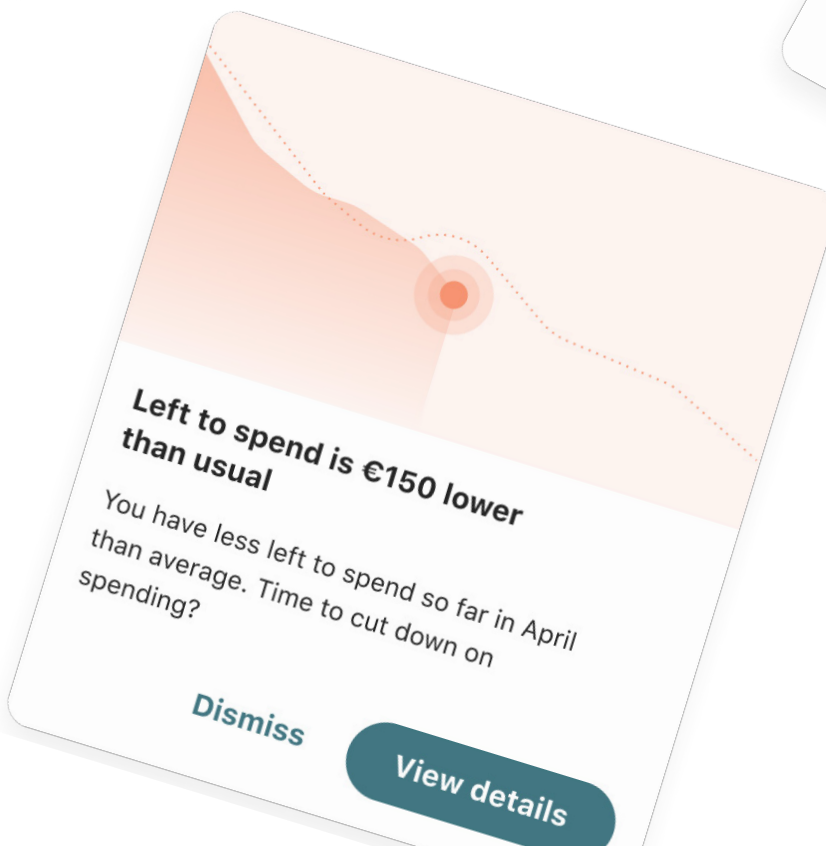 Left to spend is €150 lower
than usual
You have less left to spend so far in April
than average. Time to cut down on
spending?
Dismiss
View details